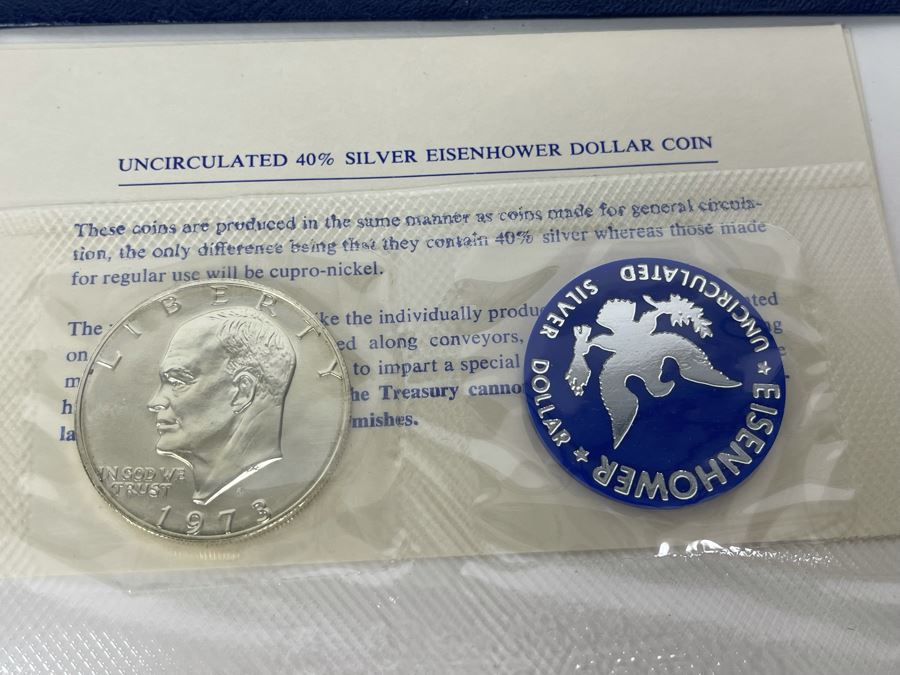 UNCIRCULATED 40% SILVER EISENHOWER DOLLAR COIN
These coins are produced in the same manner as coins made for general circula-
tion, the only difference being that they contain 40% silver whereas those made
for regular use will be cupro-nickel.
The ke the individually produ
on ed along conveyors,
to impart a special
he Treasury canno
mishes.
LIBERTY
IN GOD WE
TRUST
1973
UNCIRCULATED SILVER DOLLAR
★ EISENHOWER ★